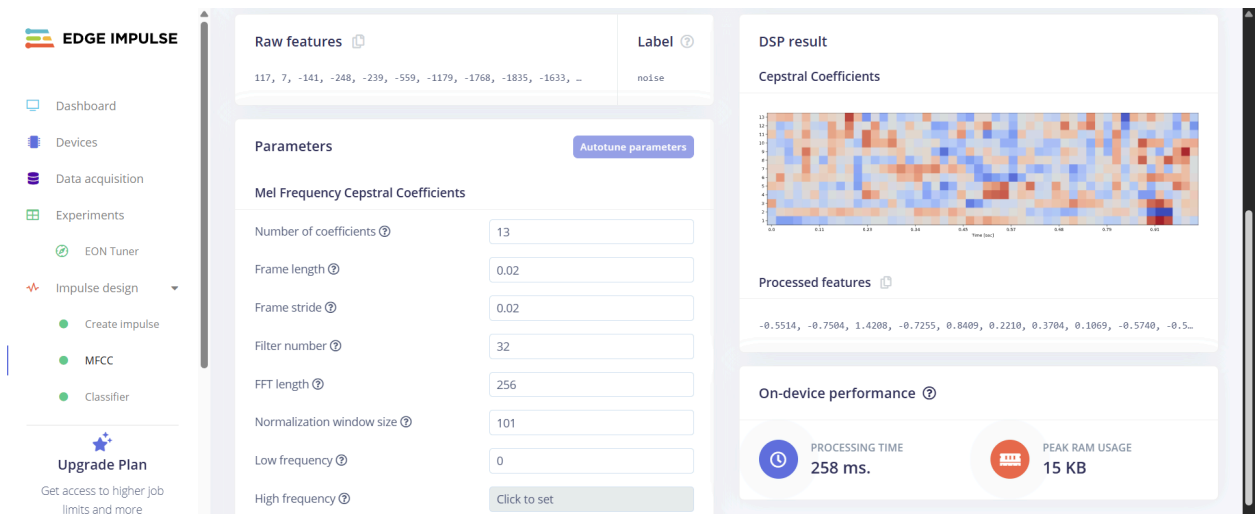 EDGE IMPULSE
Dashboard
Devices
Data acquisition
Experiments
EON Tuner
Impulse design
Create impulse
MFCC
Classifier
Upgrade Plan
Get access to higher job
limits and more
Raw features
Label
117, 7, -141, -248, -239, -559, -1179, -1768, -1835, -1633, …
noise
Parameters
Autotune parameters
Mel Frequency Cepstral Coefficients
Number of coefficients
13
Frame length
0.02
Frame stride
0.02
Filter number
32
FFT length
256
Normalization window size
101
Low frequency
0
High frequency
Click to set
DSP result
Cepstral Coefficients
Time [sec]
Processed features
-0.5514, -0.7504, 1.4208, -0.7255, 0.8409, 0.2210, 0.3704, 0.1069, -0.5740, -0.5…
On-device performance
PROCESSING TIME
258 ms.
PEAK RAM USAGE
15 KB